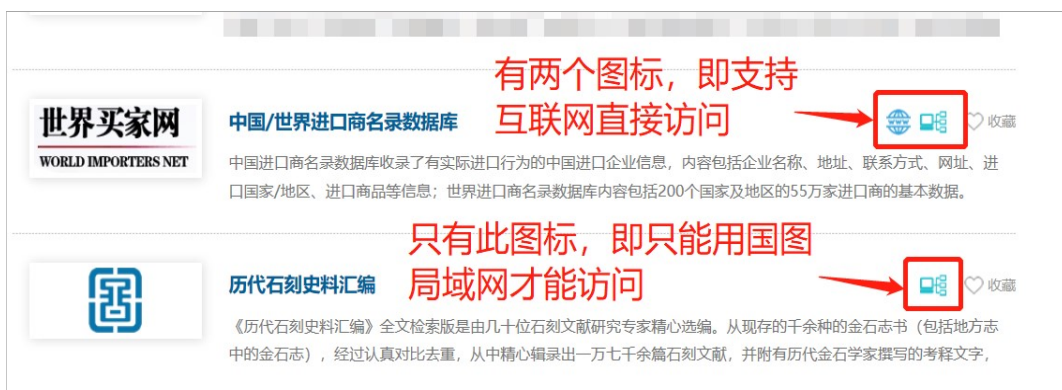 有两个图标，即支持
互联网直接访问
世界买家网
WORLD IMPORTERS NET
中国/世界进口商名录数据库
收藏
中国进口商名录数据库收录了有实际进口行为的中国进口企业信息，内容包括企业名称、地址、联系方式、网址、进
口国家/地区、进口商品等信息；世界进口商名录数据库内容包括200个国家及地区的55万家进口商的基本数据。
只有此图标，即只能用国图
局域网才能访问
历代石刻史料汇编
收藏
《历代石刻史料汇编》全文检索版是由几十位石刻文献研究专家精心选编。从现存的千余种的金石志书（包括地方志
中的金石志），经过认真对比去重，从中精心辑录出一万七千余篇石刻文献，并附有历代金石学家撰写的考释文字，